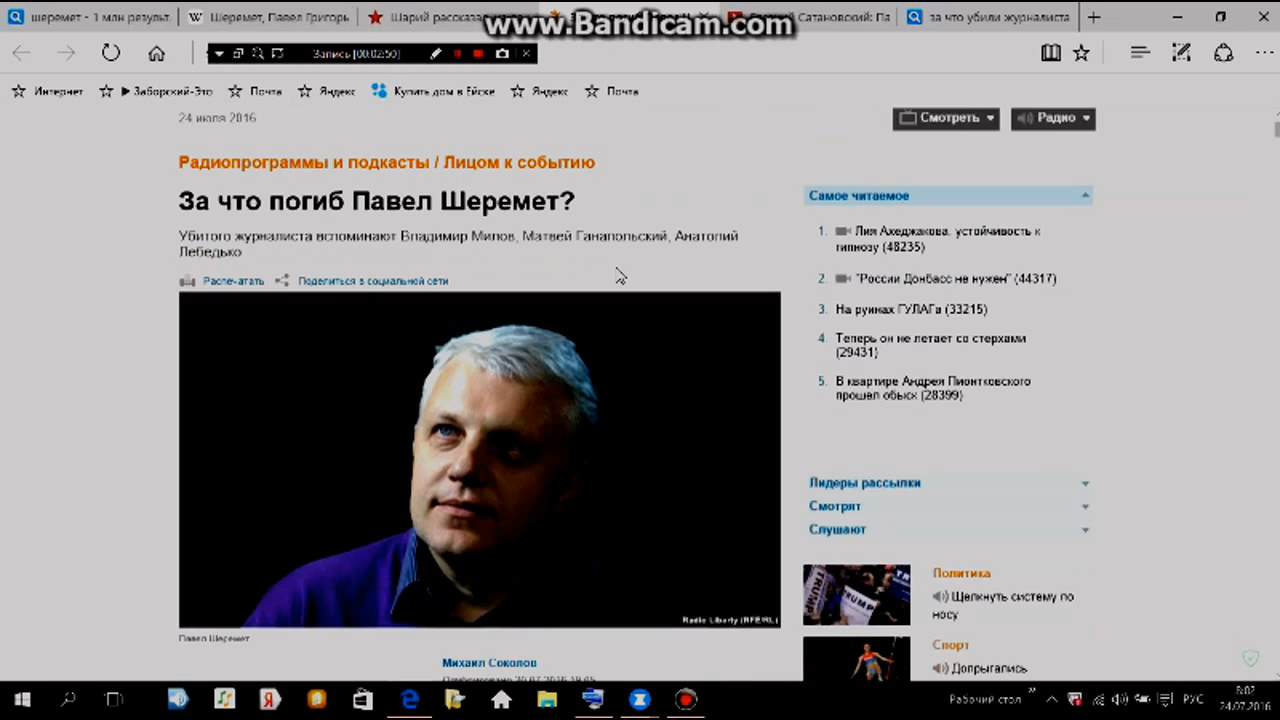 www.Bandicam.com
шеремет - 1 млн результ.
Шеремет, Павел Григорь
Шарий рассказал
Сатановский: Па
за что убили журналиста
Запись [00:02:50]
Интернет
Заборский-Это
Почта
Яндекс
Купить дом в Ейске
Яндекс
Почта
24 июля 2016
Смотреть
Радио
Радиопрограммы и подкасты / Лицом к событию
За что погиб Павел Шеремет?
Убитого журналиста вспоминают Владимир Милов, Матвей Ганапольский, Анатолий
Лебедько
Распечатать
Поделиться в социальной сети
Radio Liberty (RFE/RL)
Павел Шеремет
Михаил Соколов
Самое читаемое
1. Лия Ахеджакова. устойчивость к
гипнозу (48235)
2. "России Донбасс не нужен" (44317)
3. На руинах ГУЛАГа (33215)
4. Теперь он не летает со стерхами
(29431)
5. В квартире Андрея Пионтковского
прошел обыск (28399)
Лидеры рассылки
Смотрят
Слушают
TRUMP
TRUMP
Политика
Щелкнуть систему по
носу
Спорт
Допрыгались
Рабочий стол
РУС
6:02
24.07.2016